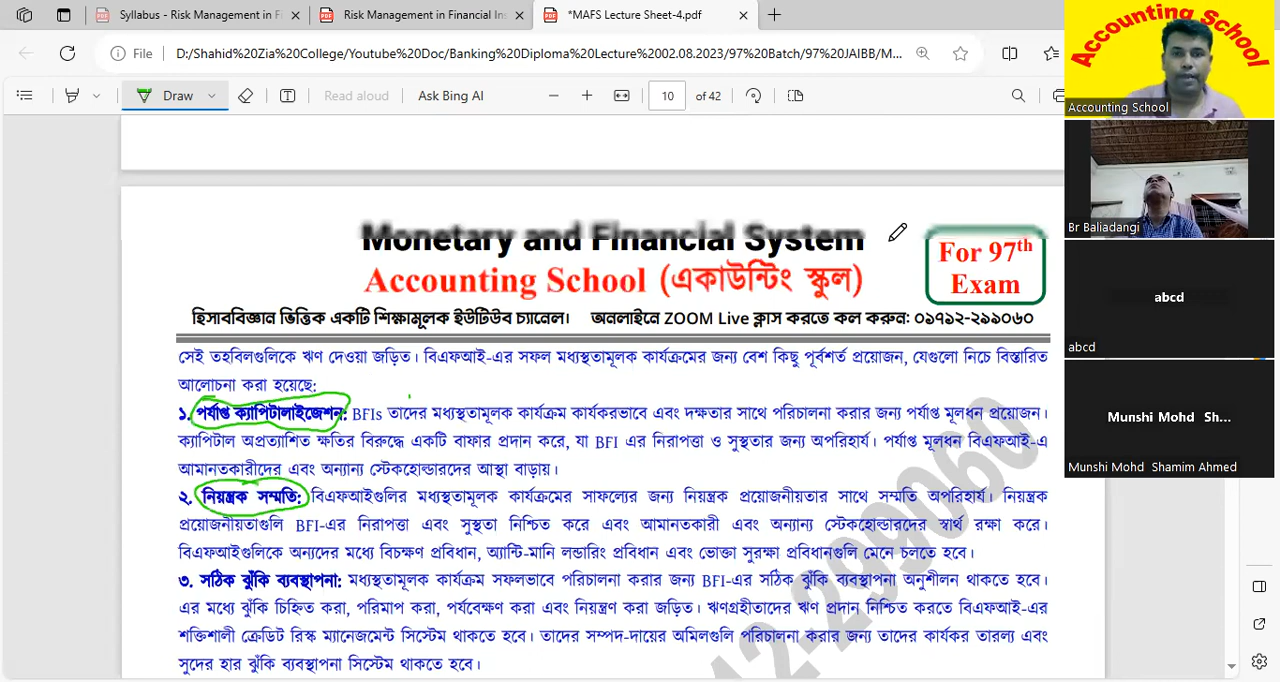 Syllabus - Risk Management in Fi
Risk Management in Financial Ins
*MAFS Lecture Sheet-4.pdf
File
D:/Shahid%20Zia%20College/Youtube%20Doc/Banking%20Diploma%20Lecture%2002.08.2023/97%20Batch/97%20JAIBB/M...
Draw
Read aloud
Ask Bing AI
10 of 42
Monetary and Financial System
Accounting School (একাউন্টিং স্কুল)
For 97th
Exam
হিসাববিজ্ঞান ভিত্তিক একটি শিক্ষামূলক ইউটিউব চ্যানেল। অনলাইনে ZOOM Live ক্লাস করতে কল করুন: ০১৭১২-২৯৯০৬০
সেই তহবিলগুলিকে ঋণ দেওয়া জড়িত। বিএফআই-এর সফল মধ্যস্থতামূলক কার্যক্রমের জন্য বেশ কিছু পূর্বশর্ত প্রয়োজন, যেগুলো নিচে বিস্তারিত
আলোচনা করা হয়েছে:
১. পর্যাপ্ত ক্যাপিটালাইজেশন: BFIs তাদের মধ্যস্থতামূলক কার্যক্রম কার্যকরভাবে এবং দক্ষতার সাথে পরিচালনা করার জন্য পর্যাপ্ত মূলধন প্রয়োজন।
ক্যাপিটাল অপ্রত্যাশিত ক্ষতির বিরুদ্ধে একটি বাফার প্রদান করে, যা BFI এর নিরাপত্তা ও সুস্থতার জন্য অপরিহার্য। পর্যাপ্ত মূলধন বিএফআই-এ
আমানতকারীদের এবং অন্যান্য স্টেকহোল্ডারদের আস্থা বাড়ায়।
২. নিয়ন্ত্রক সম্মতি: বিএফআইগুলির মধ্যস্থতামূলক কার্যক্রমের সাফল্যের জন্য নিয়ন্ত্রক প্রয়োজনীয়তার সাথে সম্মতি অপরিহার্য। নিয়ন্ত্রক
প্রয়োজনীয়তাগুলি BFI-এর নিরাপত্তা এবং সুস্থতা নিশ্চিত করে এবং আমানতকারী এবং অন্যান্য স্টেকহোল্ডারদের স্বার্থ রক্ষা করে।
বিএফআইগুলিকে অন্যদের মধ্যে বিচক্ষণ প্রবিধান, অ্যান্টি-মানি লন্ডারিং প্রবিধান এবং ভোক্তা সুরক্ষা প্রবিধানগুলি মেনে চলতে হবে।
৩. সঠিক ঝুঁকি ব্যবস্থাপনা: মধ্যস্থতামূলক কার্যক্রম সফলভাবে পরিচালনা করার জন্য BFI-এর সঠিক ঝুঁকি ব্যবস্থাপনা অনুশীলন থাকতে হবে।
এর মধ্যে ঝুঁকি চিহ্নিত করা, পরিমাপ করা, পর্যবেক্ষণ করা এবং নিয়ন্ত্রণ করা জড়িত। ঋণগ্রহীতাদের ঋণ প্রদান নিশ্চিত করতে বিএফআই-এর
শক্তিশালী ক্রেডিট রিস্ক ম্যানেজমেন্ট সিস্টেম থাকতে হবে। তাদের সম্পদ-দায়ের অমিলগুলি পরিচালনা করার জন্য তাদের কার্যকর তারল্য এবং
সুদের হার ঝুঁকি ব্যবস্থাপনা সিস্টেম থাকতে হবে।
12-299060
Accounting School
Accounting School
Br Baliadangi
abcd
abcd
Munshi Mohd Sh...
Munshi Mohd Shamim Ahmed